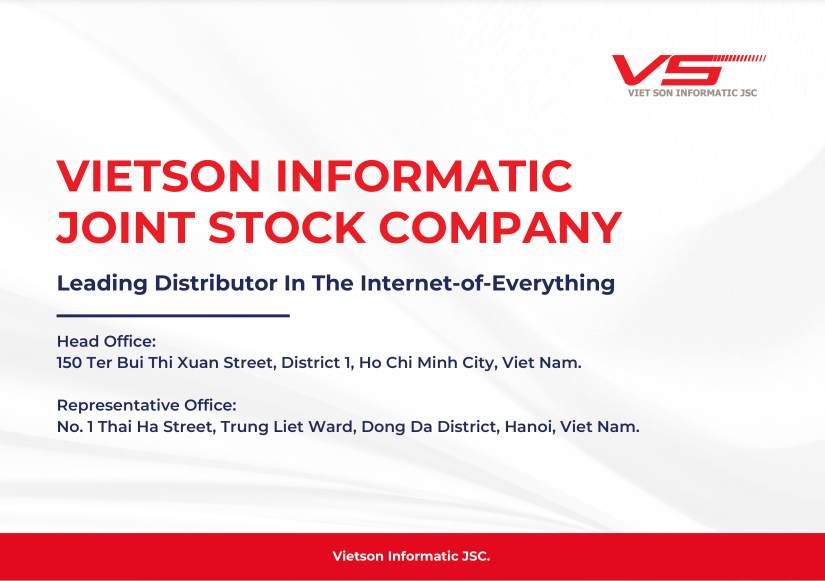 VS
VIET SON INFORMATIC JSC
VIETSON INFORMATIC
JOINT STOCK COMPANY
Leading Distributor In The Internet-of-Everything
Head Office:
150 Ter Bui Thi Xuan Street, District 1, Ho Chi Minh City, Viet Nam.
Representative Office:
No. 1 Thai Ha Street, Trung Liet Ward, Dong Da District, Hanoi, Viet Nam.
Vietson Informatic JSC.